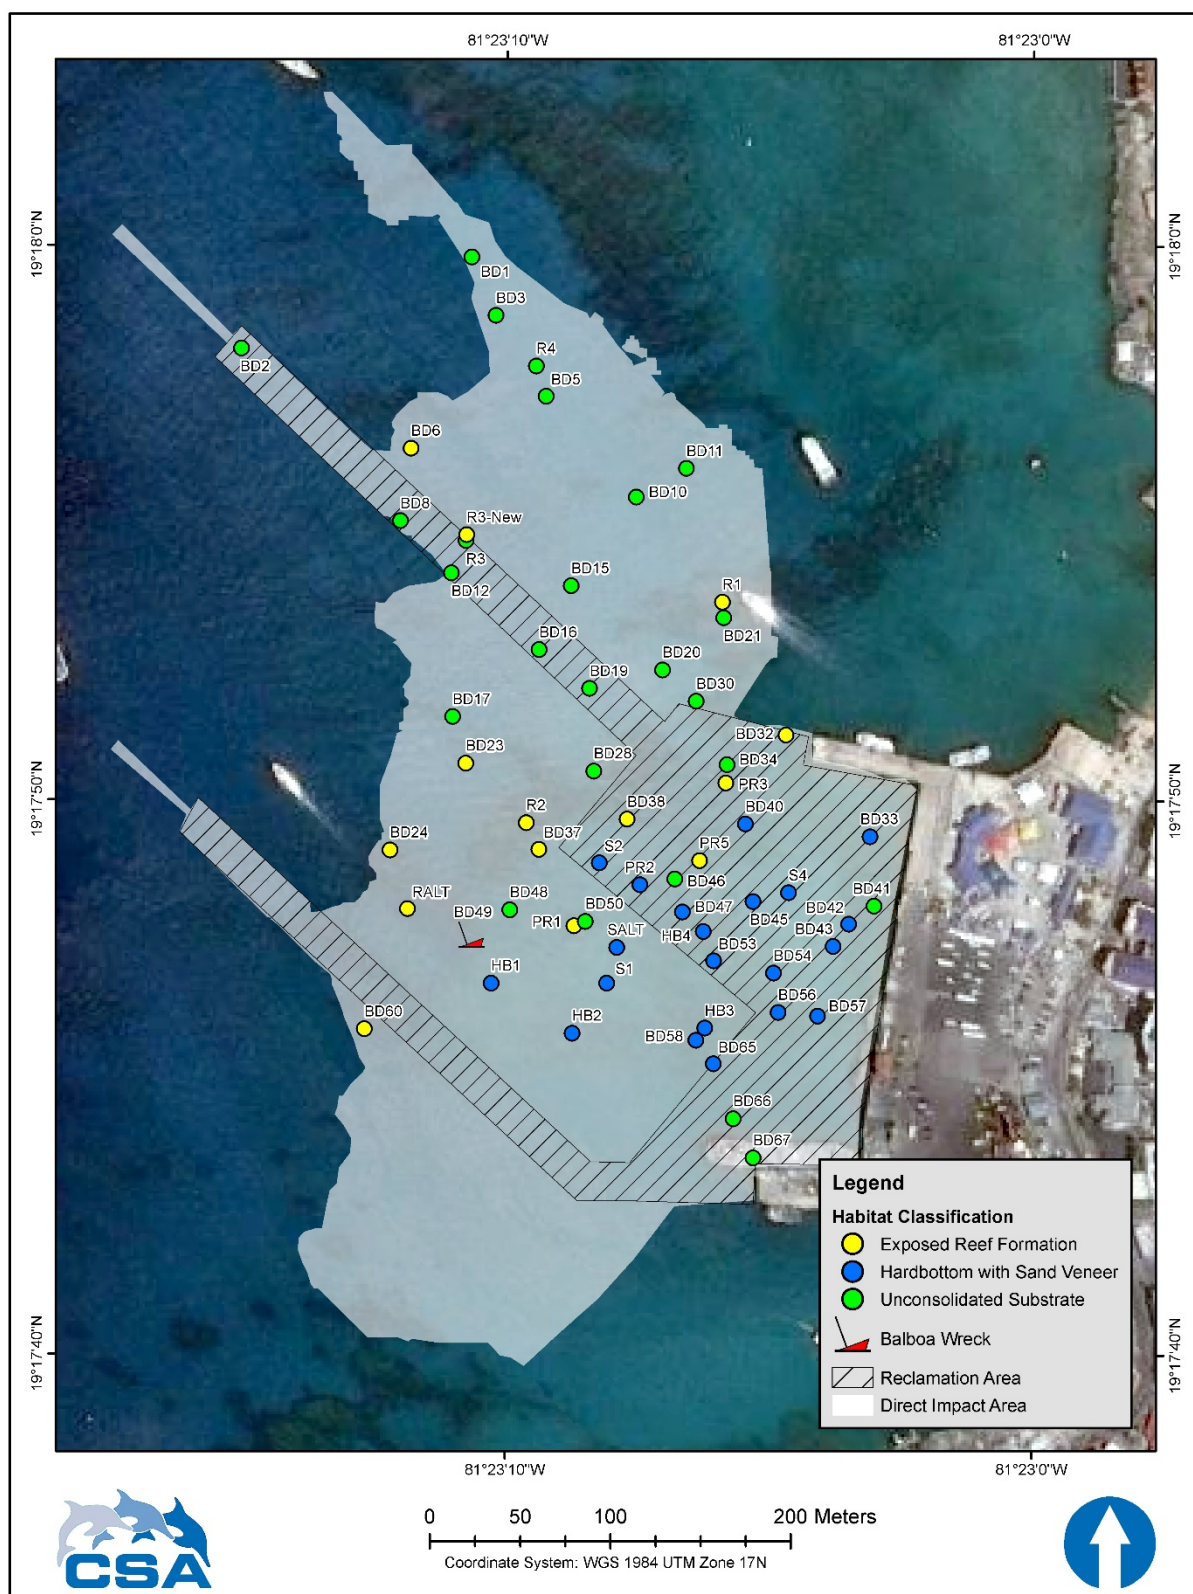 81°23'10"W
81°23'0"W
19°18'0"N
19°18'0"N
BD1
BD3
BD2
R4
BD5
BD6
BD11
BD10
BD8
R3-New
R3
BD12
BD15
R1
BD21
BD16
BD20
BD19
BD30
BD17
BD32
BD23
BD28
BD34
PR3
19°17'50"N
19°17'50"N
BD38
BD40
R2
BD33
BD37
BD24
S2
PR5
PR2
BD46
S4
RALT
BD48
BD47
BD45
BD41
BD42
BD49
PR1
BD50
HB4
BD43
SALT
BD53
HB1
S1
BD54
BD56
BD57
BD60
HB2
HB3
BD58
BD65
BD66
BD67
Legend
Habitat Classification
Exposed Reef Formation
Hardbottom with Sand Veneer
Unconsolidated Substrate
Balboa Wreck
Reclamation Area
Direct Impact Area
19°17'40"N
19°17'40"N
81°23'10"W
81°23'0"W
CSA
0 50 100 200 Meters
Coordinate System: WGS 1984 UTM Zone 17N